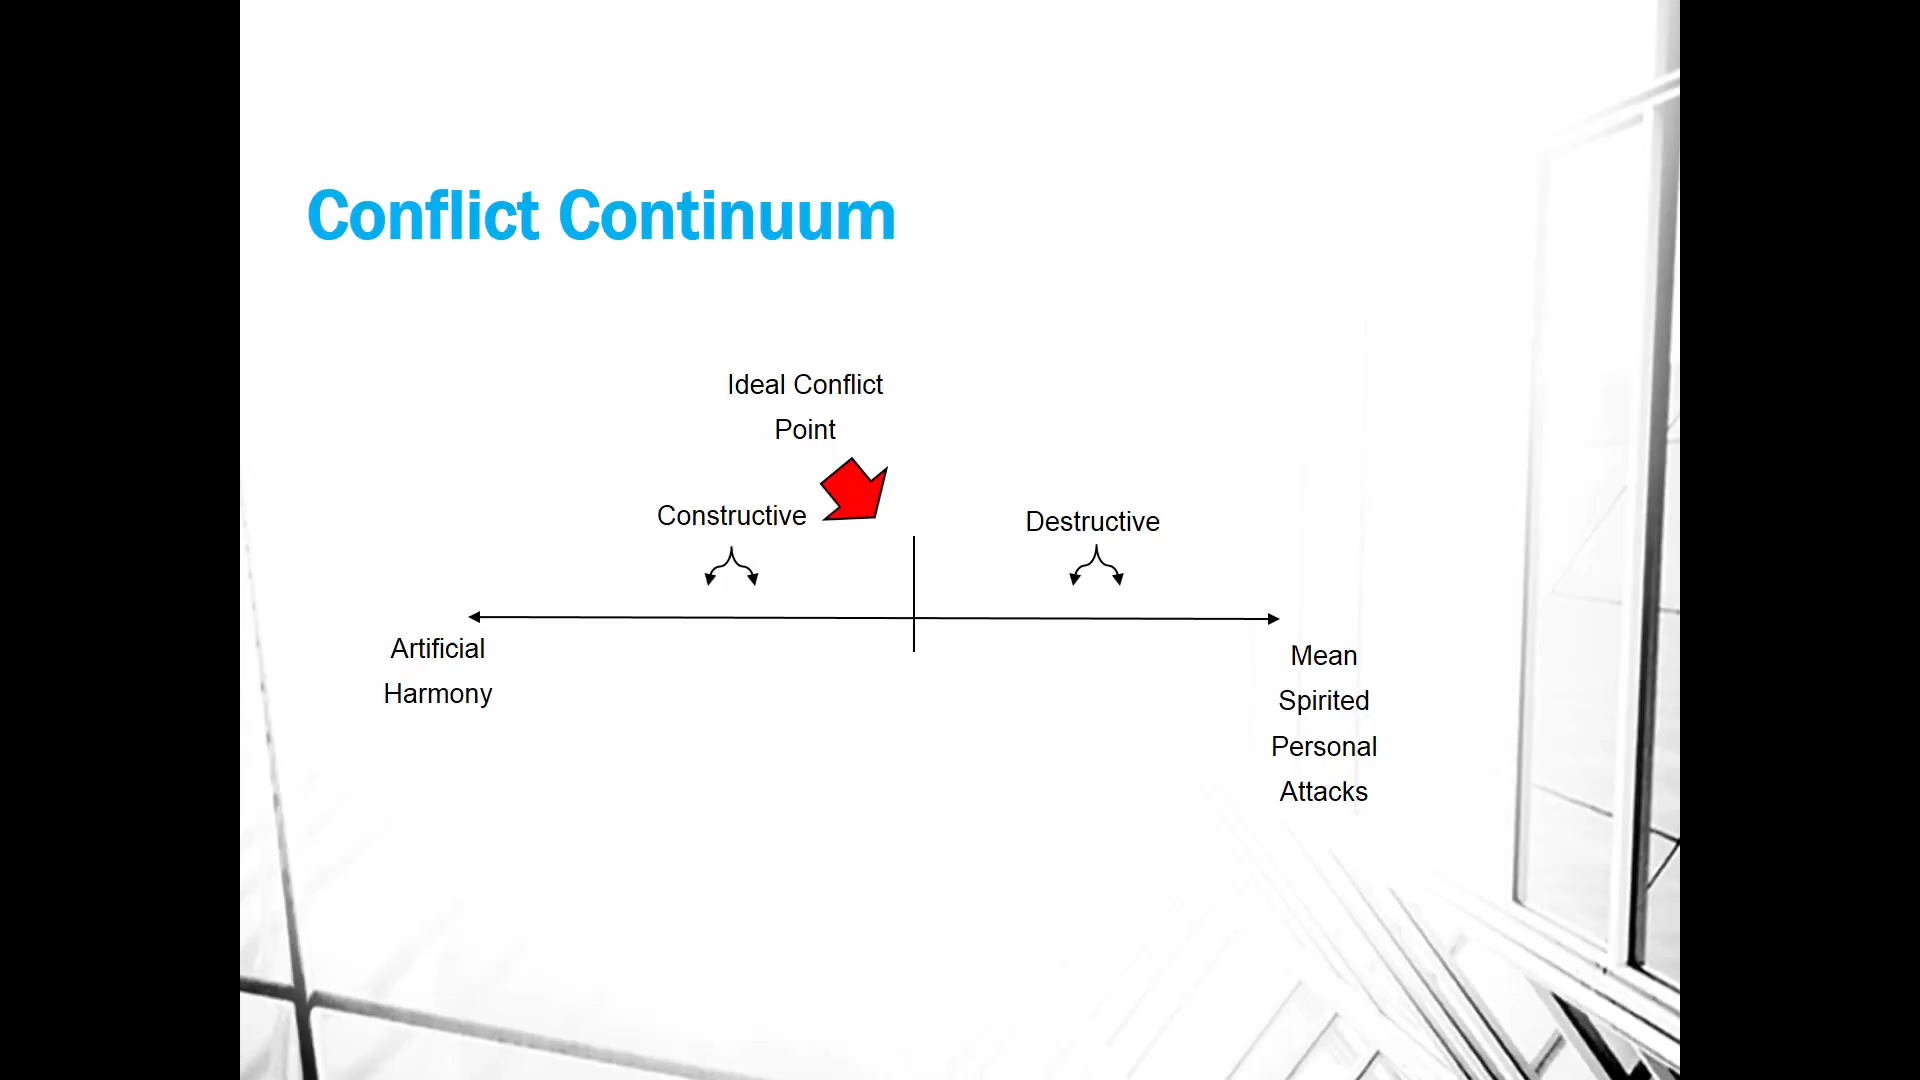 Conflict Continuum
Ideal Conflict
Point
Constructive
Destructive
Artificial
Harmony
Mean
Spirited
Personal
Attacks